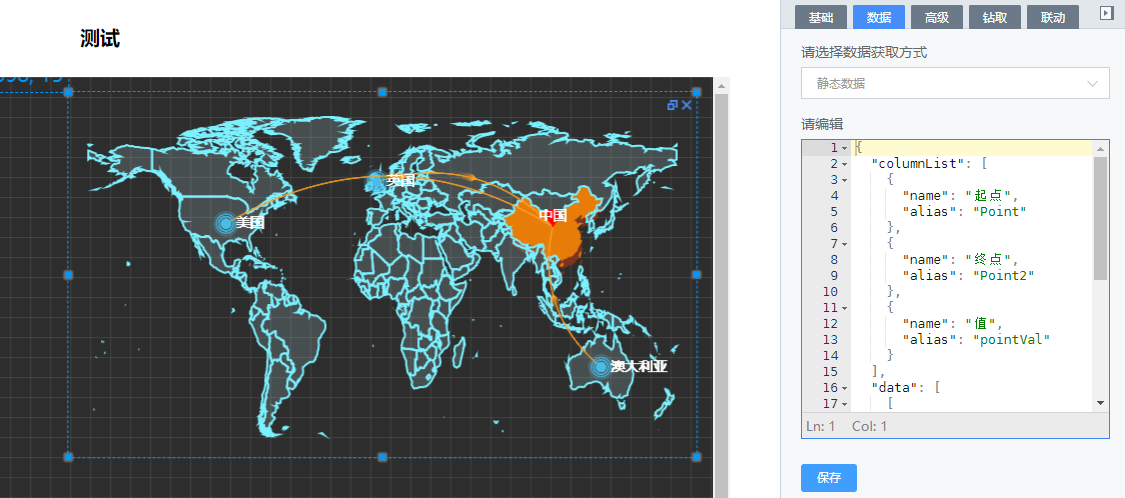 测试
美国
英国
中国
澳大利亚
基础 数据 高级 钻取 联动
请选择数据获取方式
静态数据
请编辑
1 {
2 "columnList": [
3 {
4 "name": "起点",
5 "alias": "Point"
6 },
7 {
8 "name": "终点",
9 "alias": "Point2"
10 },
11 {
12 "name": "值",
13 "alias": "pointVal"
14 }
15 ],
16 "data": [
17 [
Ln: 1 Col: 1
保存